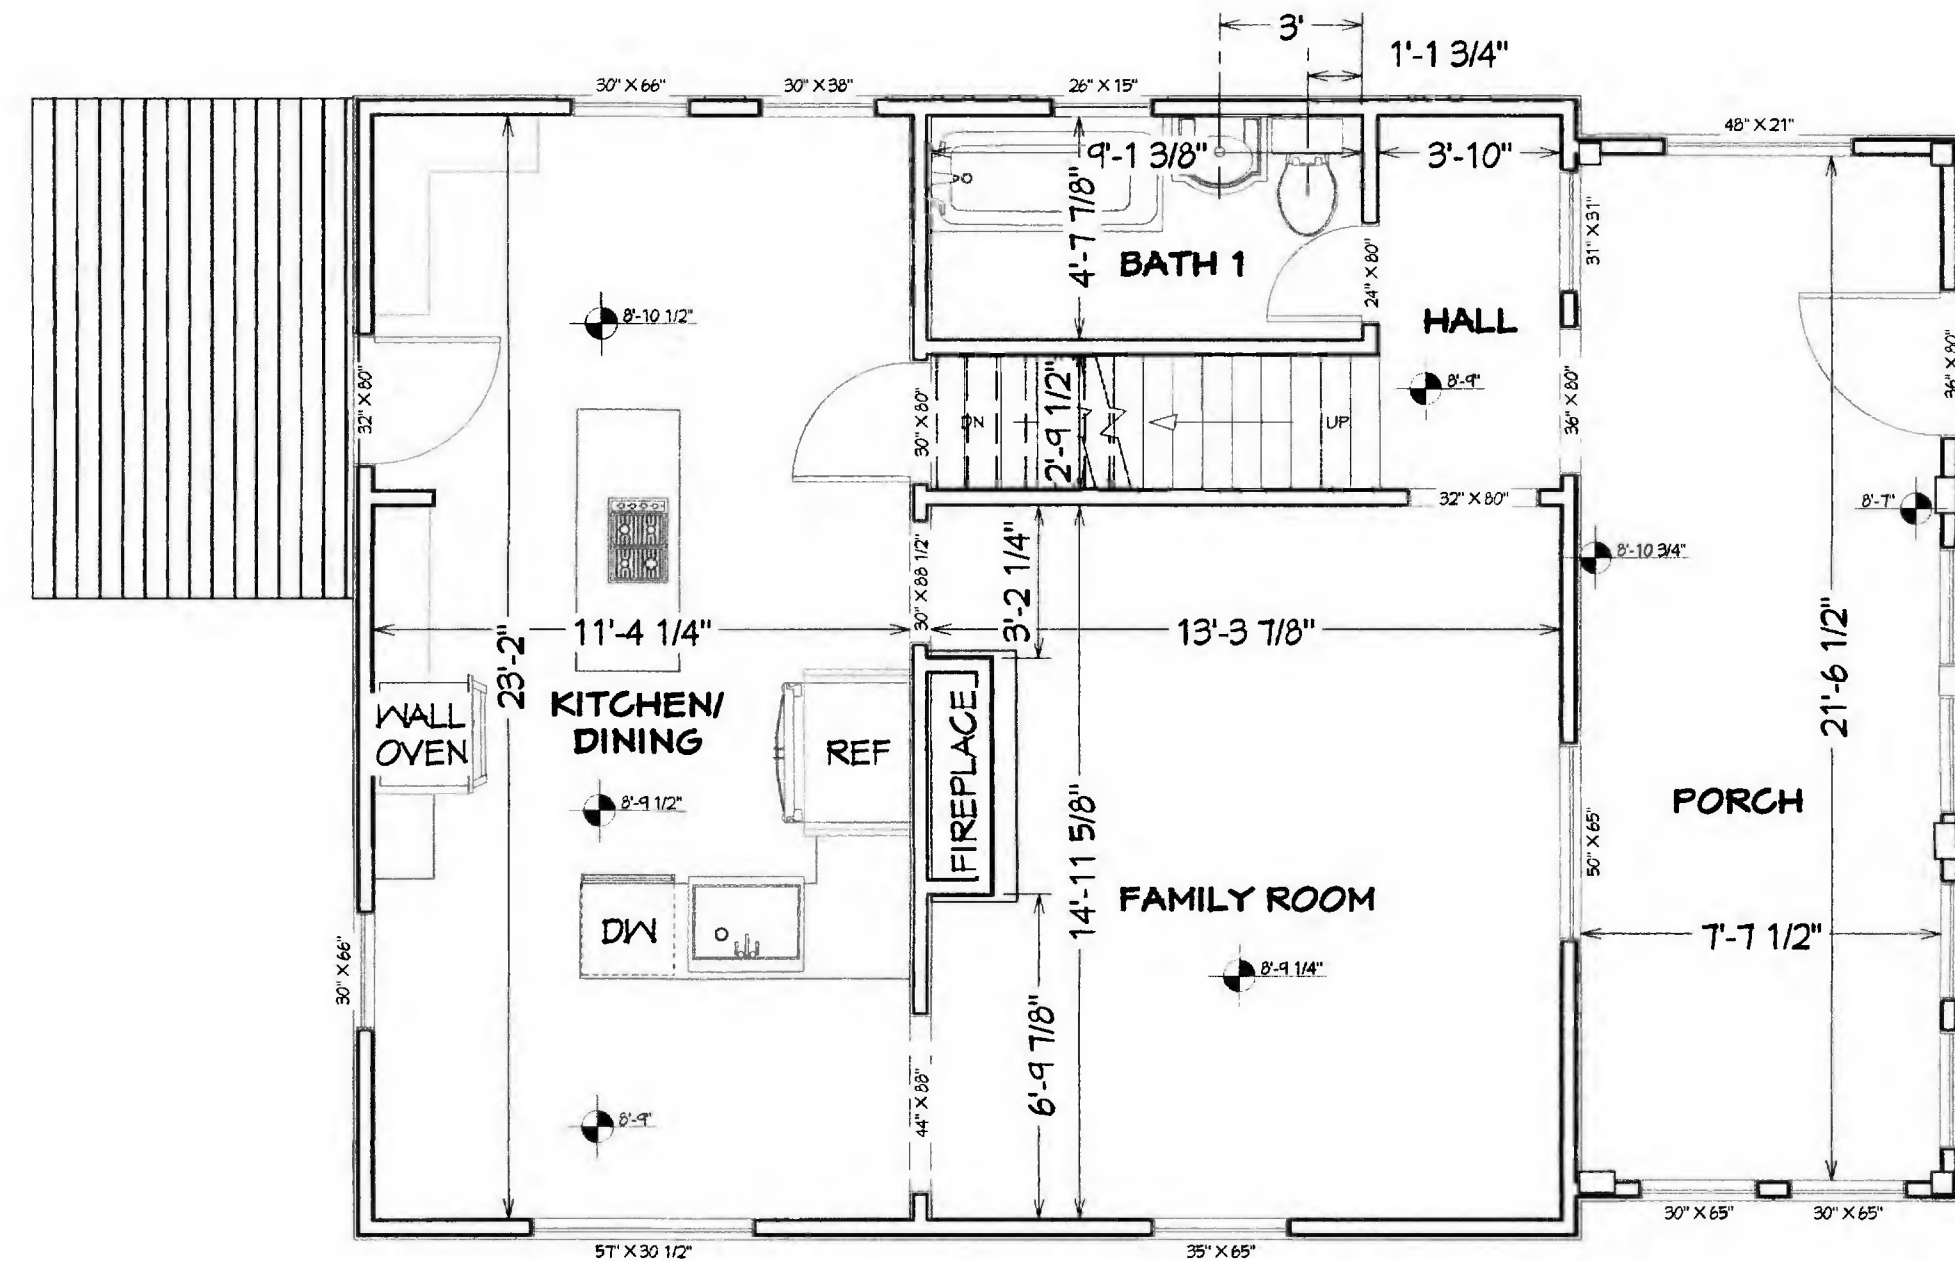 3'
1'-1 3/4"
30" X 66"
30" X 38"
26" X 15"
48" X 21"
9'-1 3/8"
3'-10"
4'-7 7/8"
31" X 31"
BATH 1
24" X 80"
8'-10 1/2"
HALL
32" X 80"
30" X 80"
2'-9 1/2"
DN
UP
8'-9"
36" X 80"
36" X 80"
32" X 80"
8'-7"
30" X 88 1/2"
3'-2 1/4"
8'-10 3/4"
11'-4 1/4"
13'-3 7/8"
23'-2"
21'-6 1/2"
WALL
OVEN
KITCHEN/
DINING
REF
FIREPLACE
8'-9 1/2"
14'-11 5/8"
50" X 65"
PORCH
FAMILY ROOM
DW
7'-7 1/2"
30" X 66"
8'-9 1/4"
6'-9 7/8"
44" X 88"
8'-9"
57" X 30 1/2"
35" X 65"
30" X 65"
30" X 65"